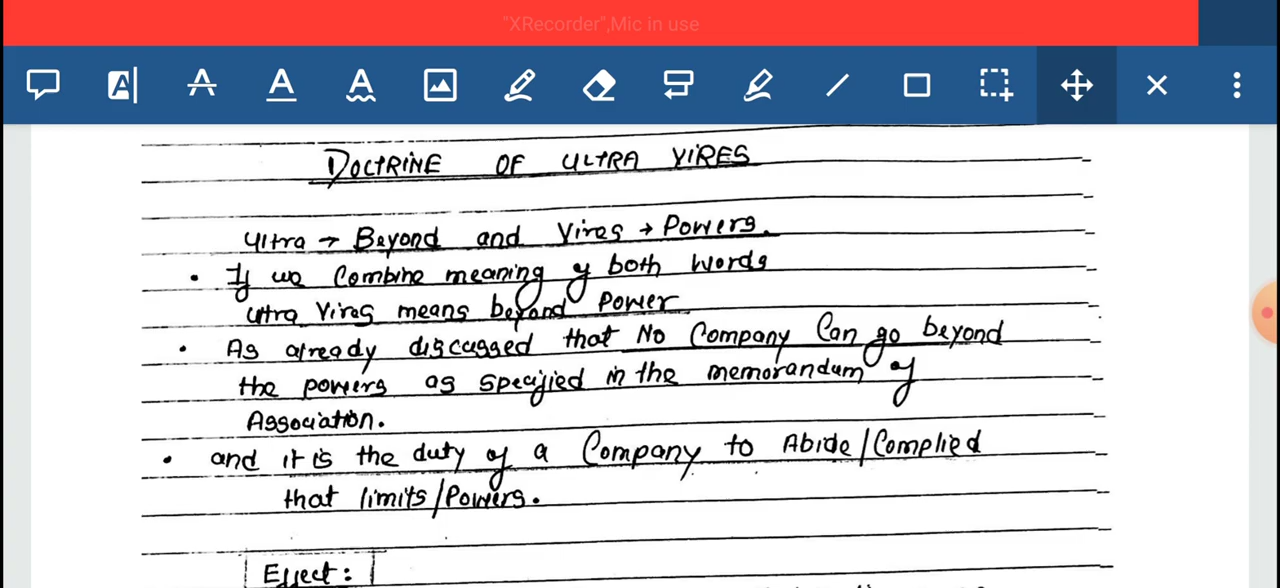 "XRecorder",Mic in use
DOCTRINE OF ULTRA VIRES
Ultra → Beyond and Vires → Powers.
• If we Combine meaning of both words
Ultra Vires means beyond Power
• As already discussed that No Company Can go beyond
the powers as specified in the memorandum of
Association.
• and it is the duty of a Company to Abide/Complied
that limits/Powers.
Effect: